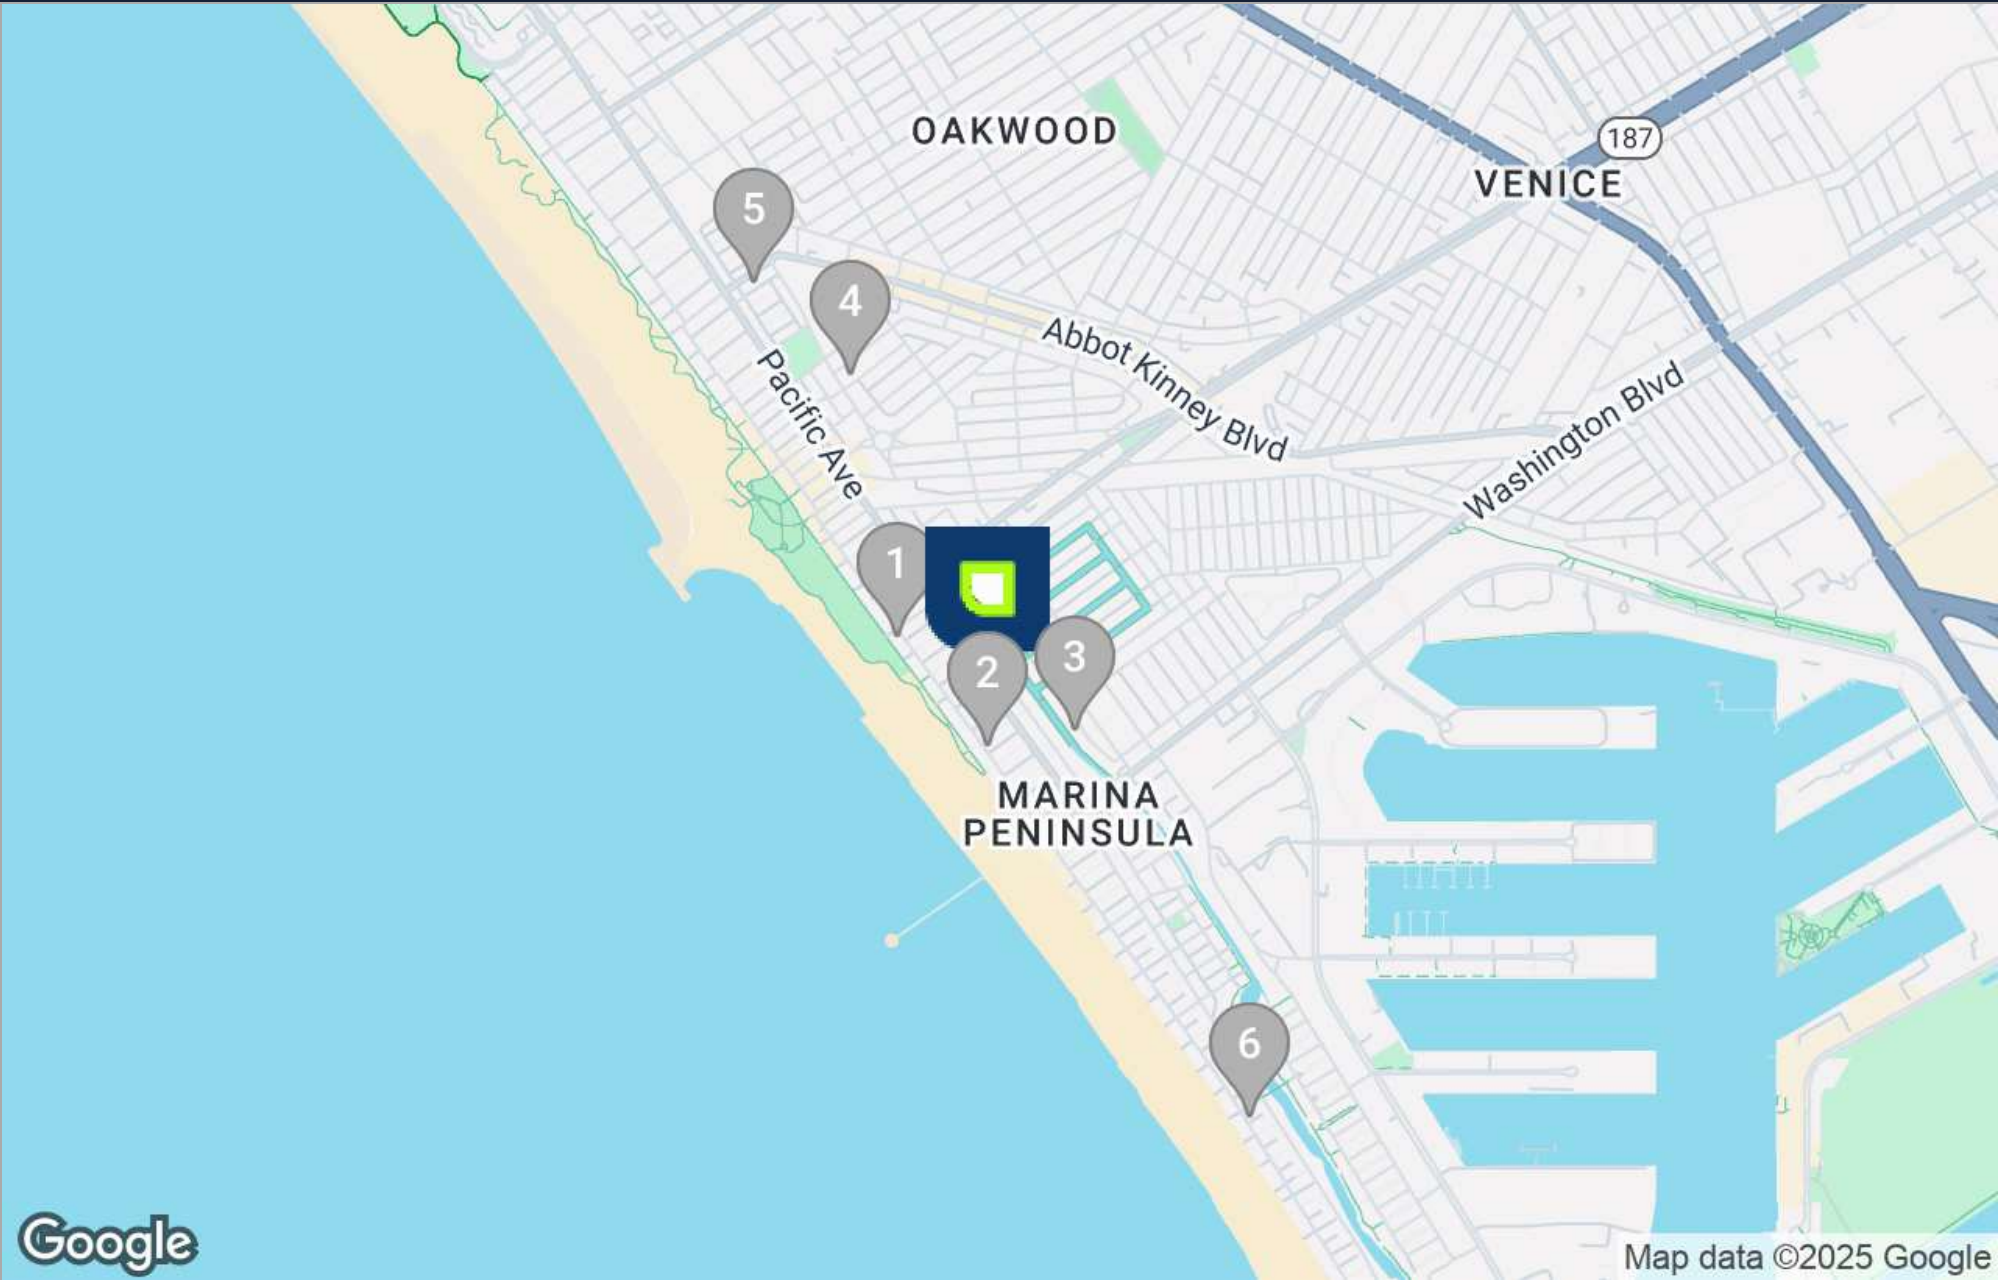 OAKWOOD
187
VENICE
5
4
Abbot Kinney Blvd
Pacific Ave
Washington Blvd
1
2
3
MARINA
PENINSULA
6
Google
Map data ©2025 Google